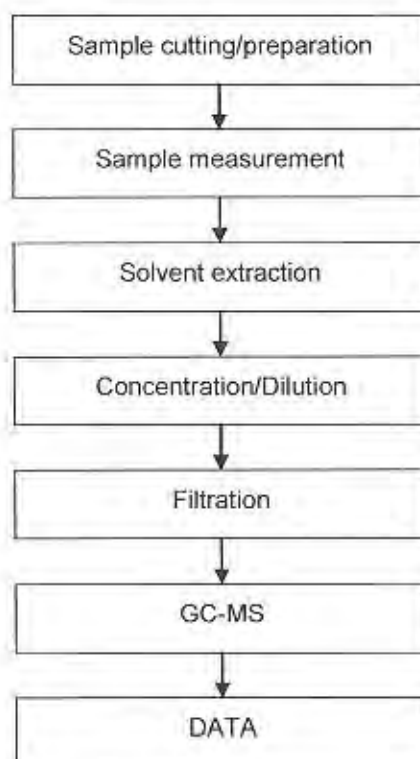 Sample cutting/preparation
Sample measurement
Solvent extraction
Concentration/Dilution
Filtration
GC-MS
DATA